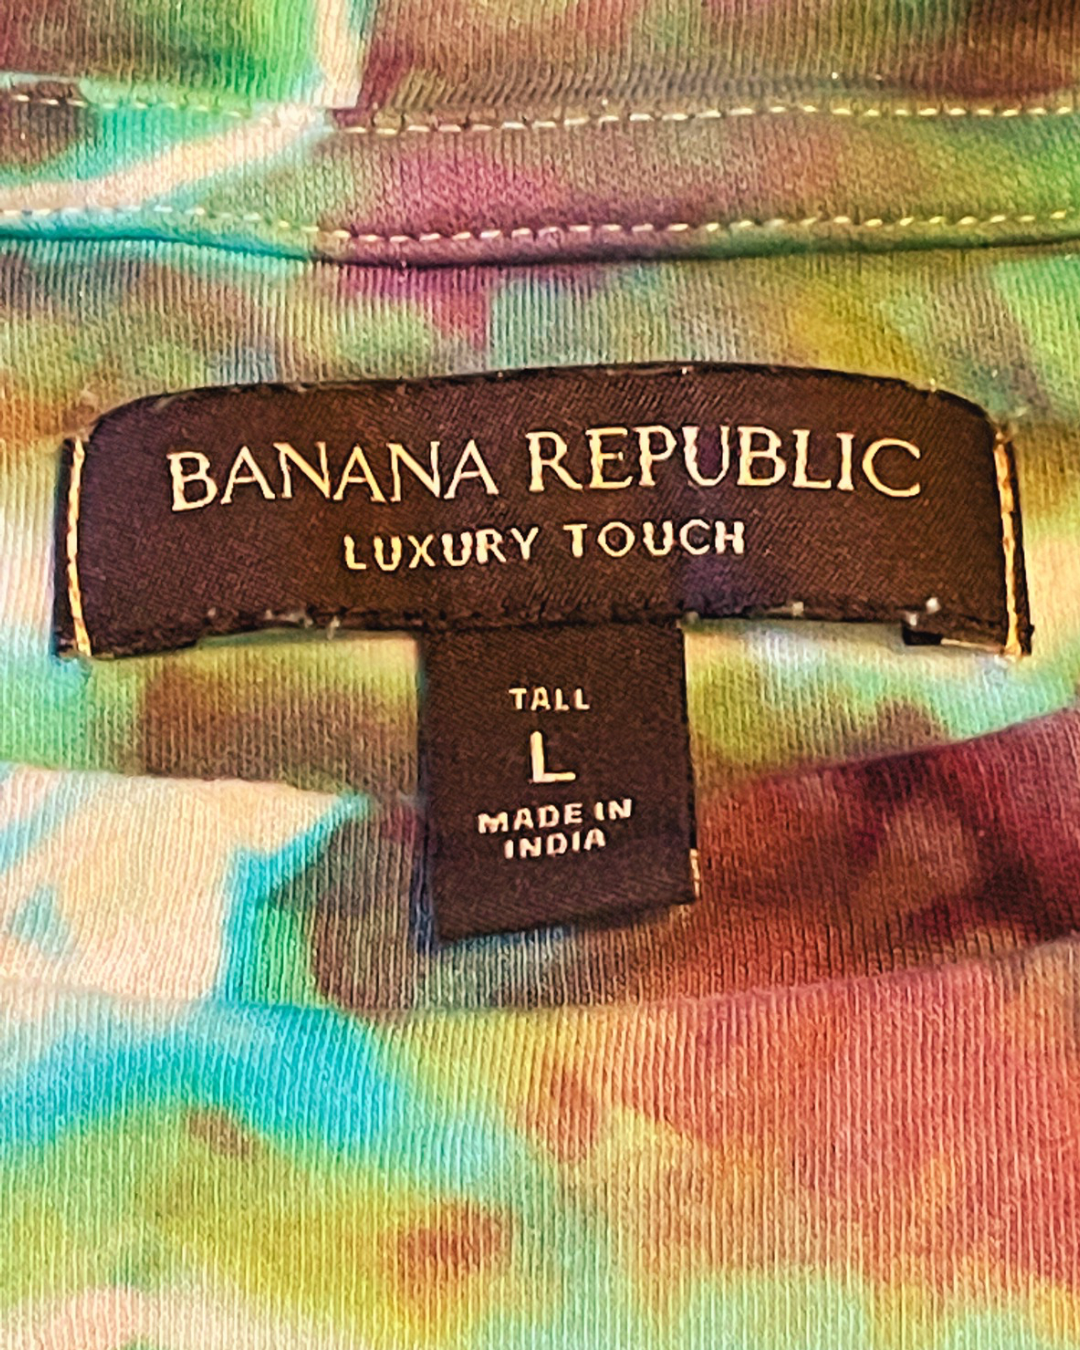 BANANA REPUBLIC
LUXURY TOUCH
TALL
L
MADE IN
INDIA